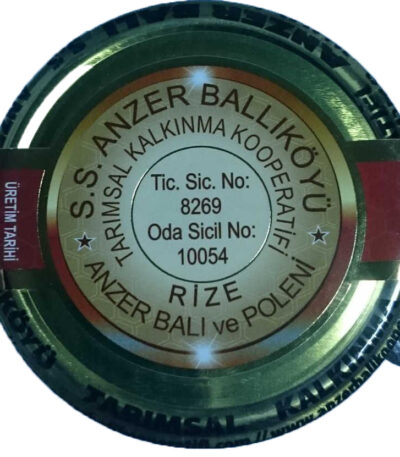 S.S. ANZER BALLIKÖYÜ
TARIMSAL KALKINMA KOOPERATİFİ
Tic. Sic. No:
8269
Oda Sicil No:
10054
RİZE
ANZER BALI ve POLENİ
ÜRETİM TARİHİ
KÖYÜ TARIMSAL KALKINMA